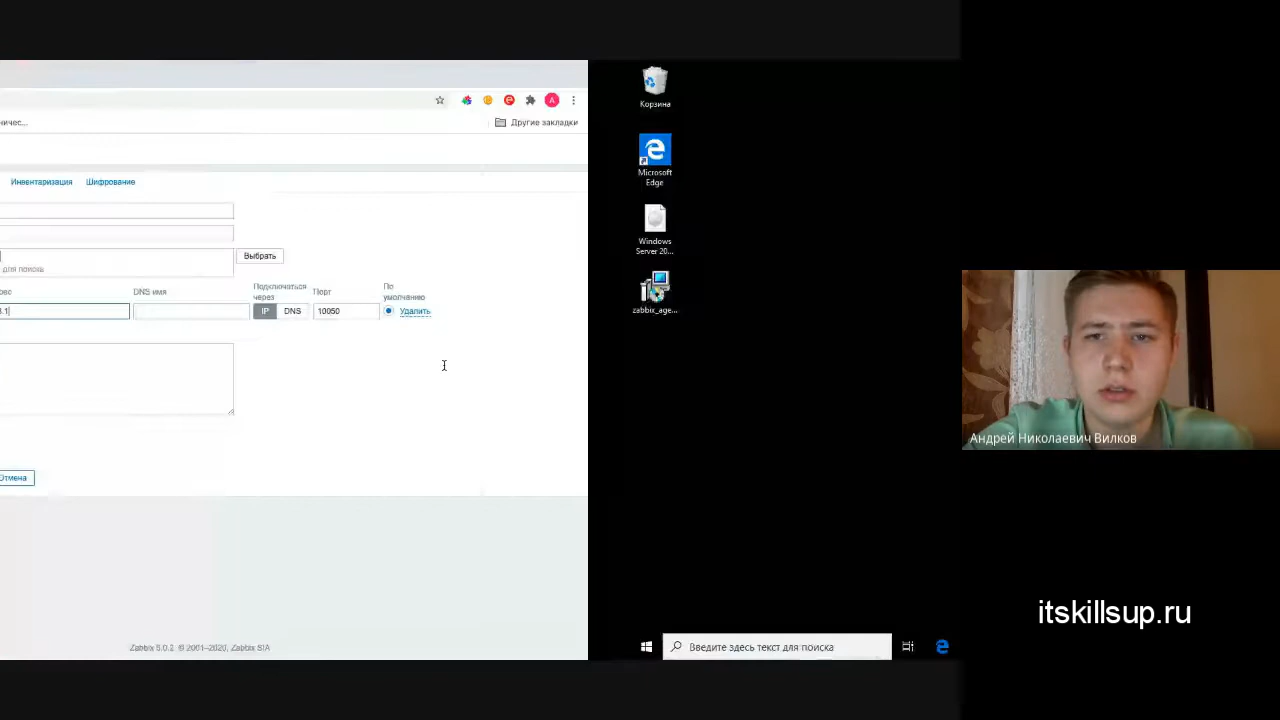 Другие закладки
Инвентаризация
Шифрование
Выбрать
для поиска
DNS имя
Подключаться
через
Порт
По
умолчанию
IP
DNS
10050
Удалить
Отмена
Zabbix 5.0.2. © 2001–2020, Zabbix SIA
Корзина
Microsoft
Edge
Windows
Server 20...
zabbix_age...
Введите здесь текст для поиска
Андрей Николаевич Вилков
itskillsup.ru